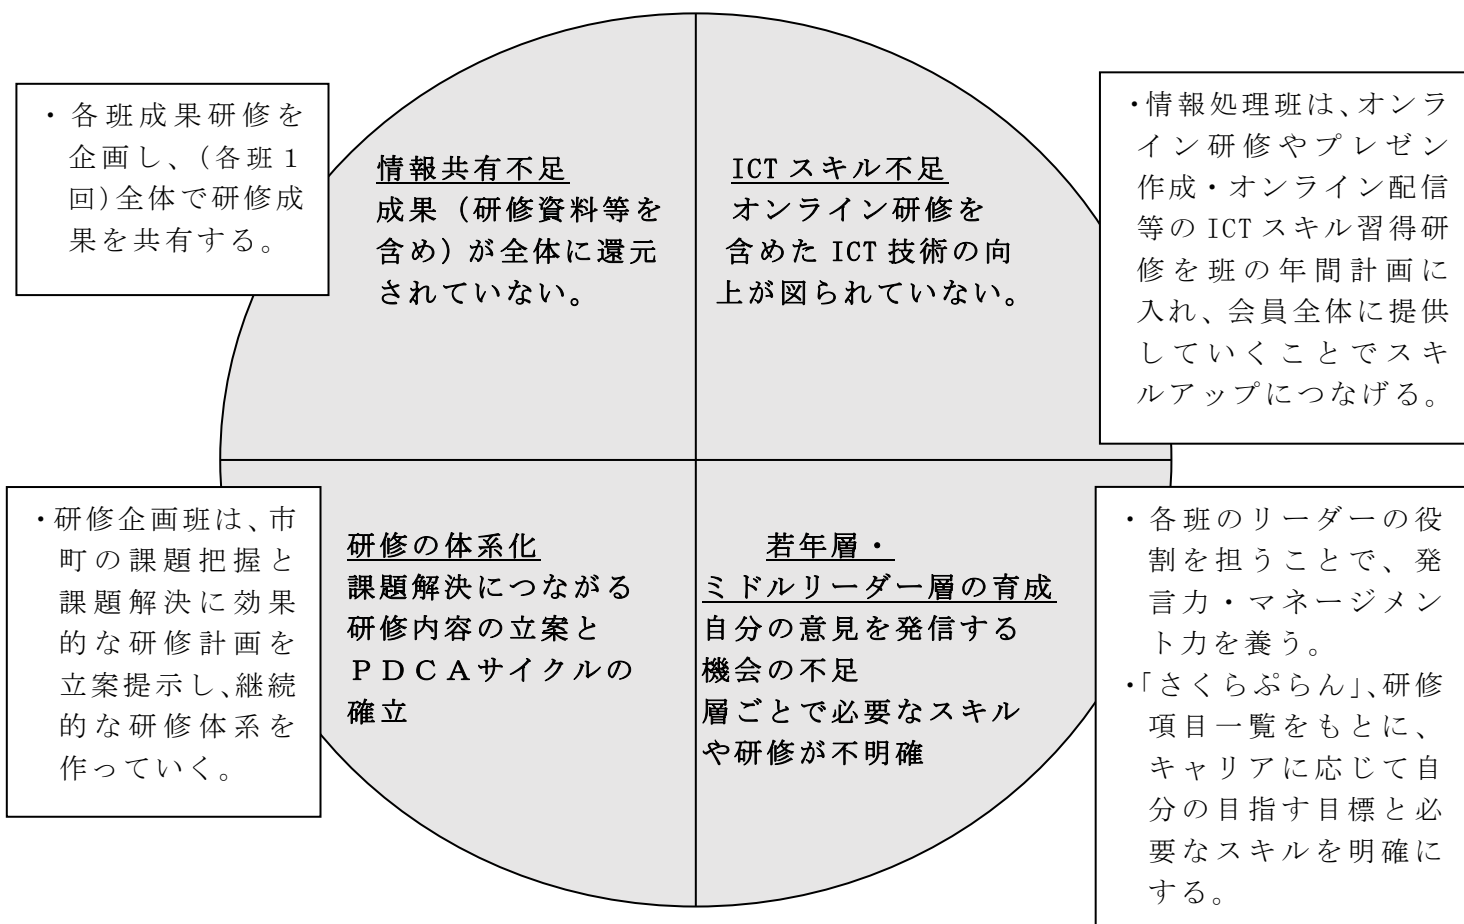 ・各班成果研修を
企画し、(各班1
回)全体で研修成
果を共有する。
情報共有不足
成果（研修資料等を
含め）が全体に還元
されていない。
ICTスキル不足
オンライン研修を
含めたICT技術の向
上が図られていない。
・情報処理班は、オンラ
イン研修やプレゼン
作成・オンライン配信
等のICTスキル習得研
修を班の年間計画に
入れ、会員全体に提供
していくことでスキ
ルアップにつなげる。
・研修企画班は、市
町の課題把握と
課題解決に効果
的な研修計画を
立案提示し、継続
的な研修体系を
作っていく。
研修の体系化
課題解決につながる
研修内容の立案と
ＰＤＣＡサイクルの
確立
若年層・
ミドルリーダー層の育成
自分の意見を発信する
機会の不足
層ごとで必要なスキル
や研修が不明確
・各班のリーダーの役
割を担うことで、発
言力・マネージメン
ト力を養う。
・「さくらぷらん」、研修
項目一覧をもとに、
キャリアに応じて自
分の目指す目標と必
要なスキルを明確に
する。